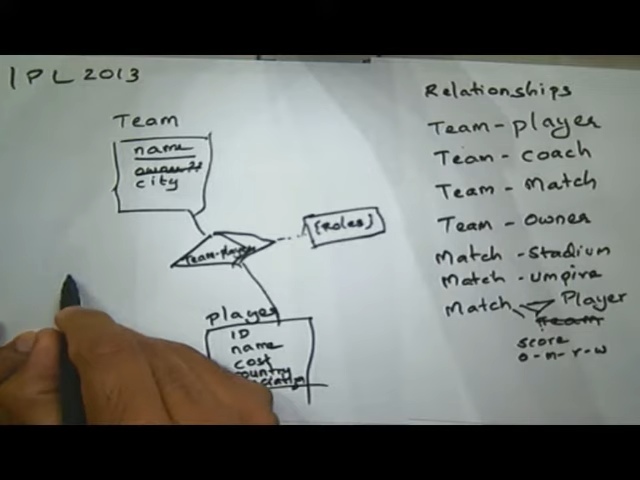 IPL 2013
Team
name
city
Team-player
{Roles}
player
ID
name
cost
country
Relationships
Team-player
Team - coach
Team - Match
Team - Owner
Match - Stadium
Match - Umpire
Match - Player
Team
score
o-m-r-w